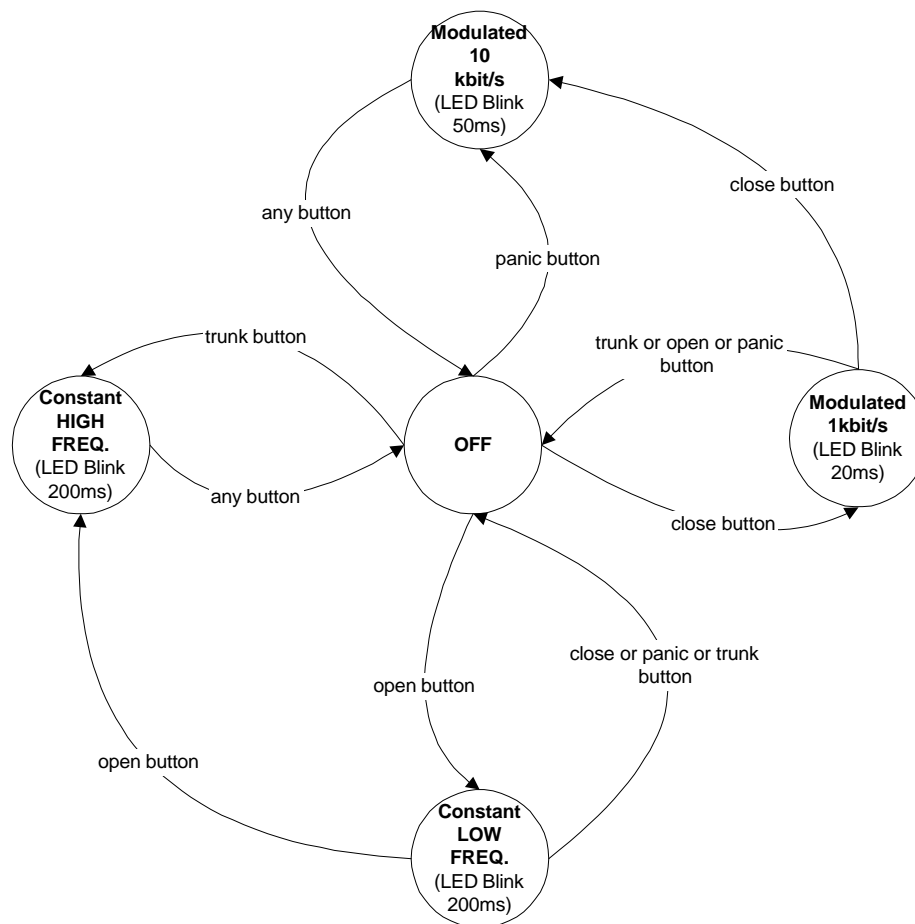 Modulated
10
kbit/s
(LED Blink
50ms)
close button
any button
panic button
trunk button
trunk or open or panic
button
Constant
HIGH
FREQ.
(LED Blink
200ms)
OFF
Modulated
1kbit/s
(LED Blink
20ms)
any button
close button
close or panic or trunk
button
open button
open button
Constant
LOW
FREQ.
(LED Blink
200ms)